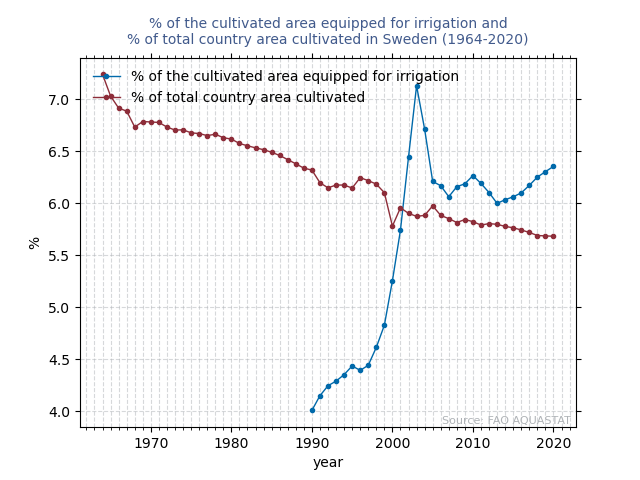 % of the cultivated area equipped for irrigation and
% of total country area cultivated in Sweden (1964-2020)
% of the cultivated area equipped for irrigation
% of total country area cultivated
7.0
6.5
6.0
5.5
5.0
4.5
4.0
%
Source: FAO AQUASTAT
1970 1980 1990 2000 2010 2020
year